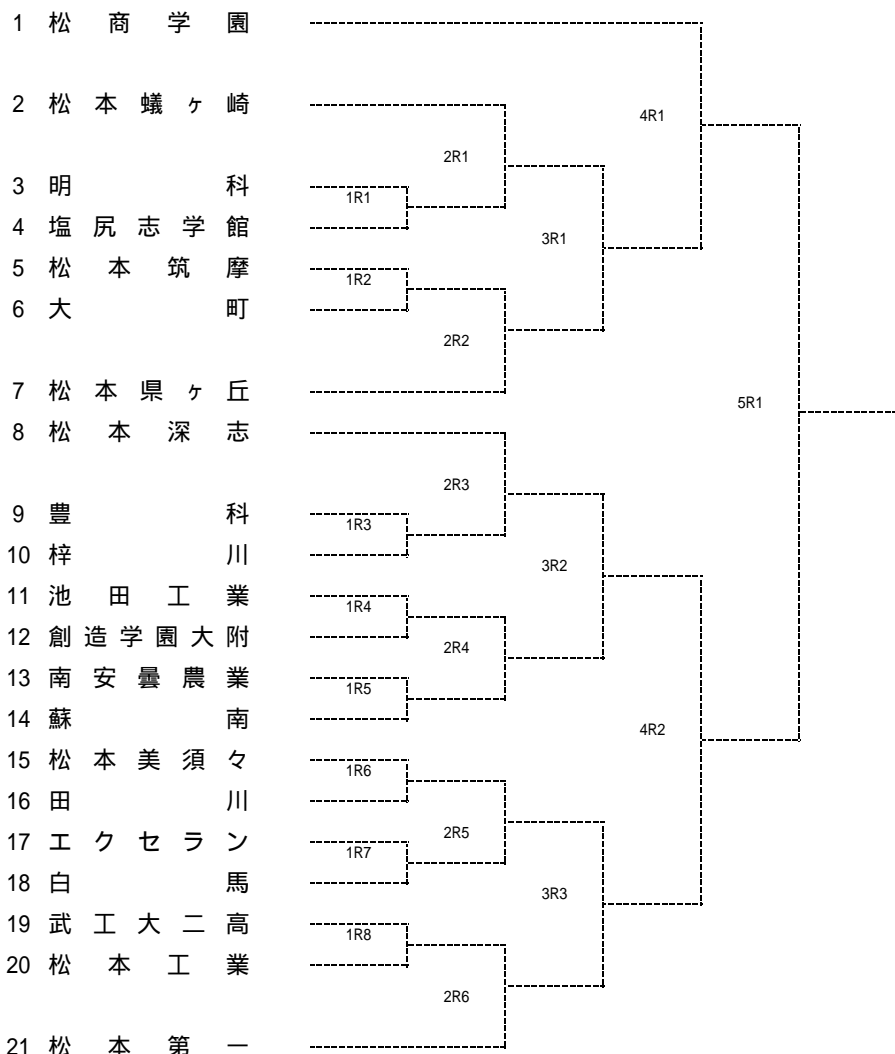 1 松商学園
4R1
2 松本蟻ヶ崎
2R1
3 明科
1R1
4 塩尻志学館
3R1
5 松本筑摩
1R2
6 大町
2R2
7 松本県ヶ丘
5R1
8 松本深志
2R3
9 豊科
1R3
10 梓川
3R2
11 池田工業
1R4
12 創造学園大附
2R4
13 南安曇農業
1R5
14 蘇南
4R2
15 松本美須々
1R6
16 田川
2R5
17 エクセラン
1R7
18 白馬
3R3
19 武工大二高
1R8
20 松本工業
2R6
21 松本第一